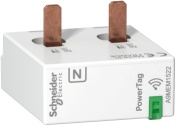 Schneider
Electric
N
PowerTag
A9MEM1522